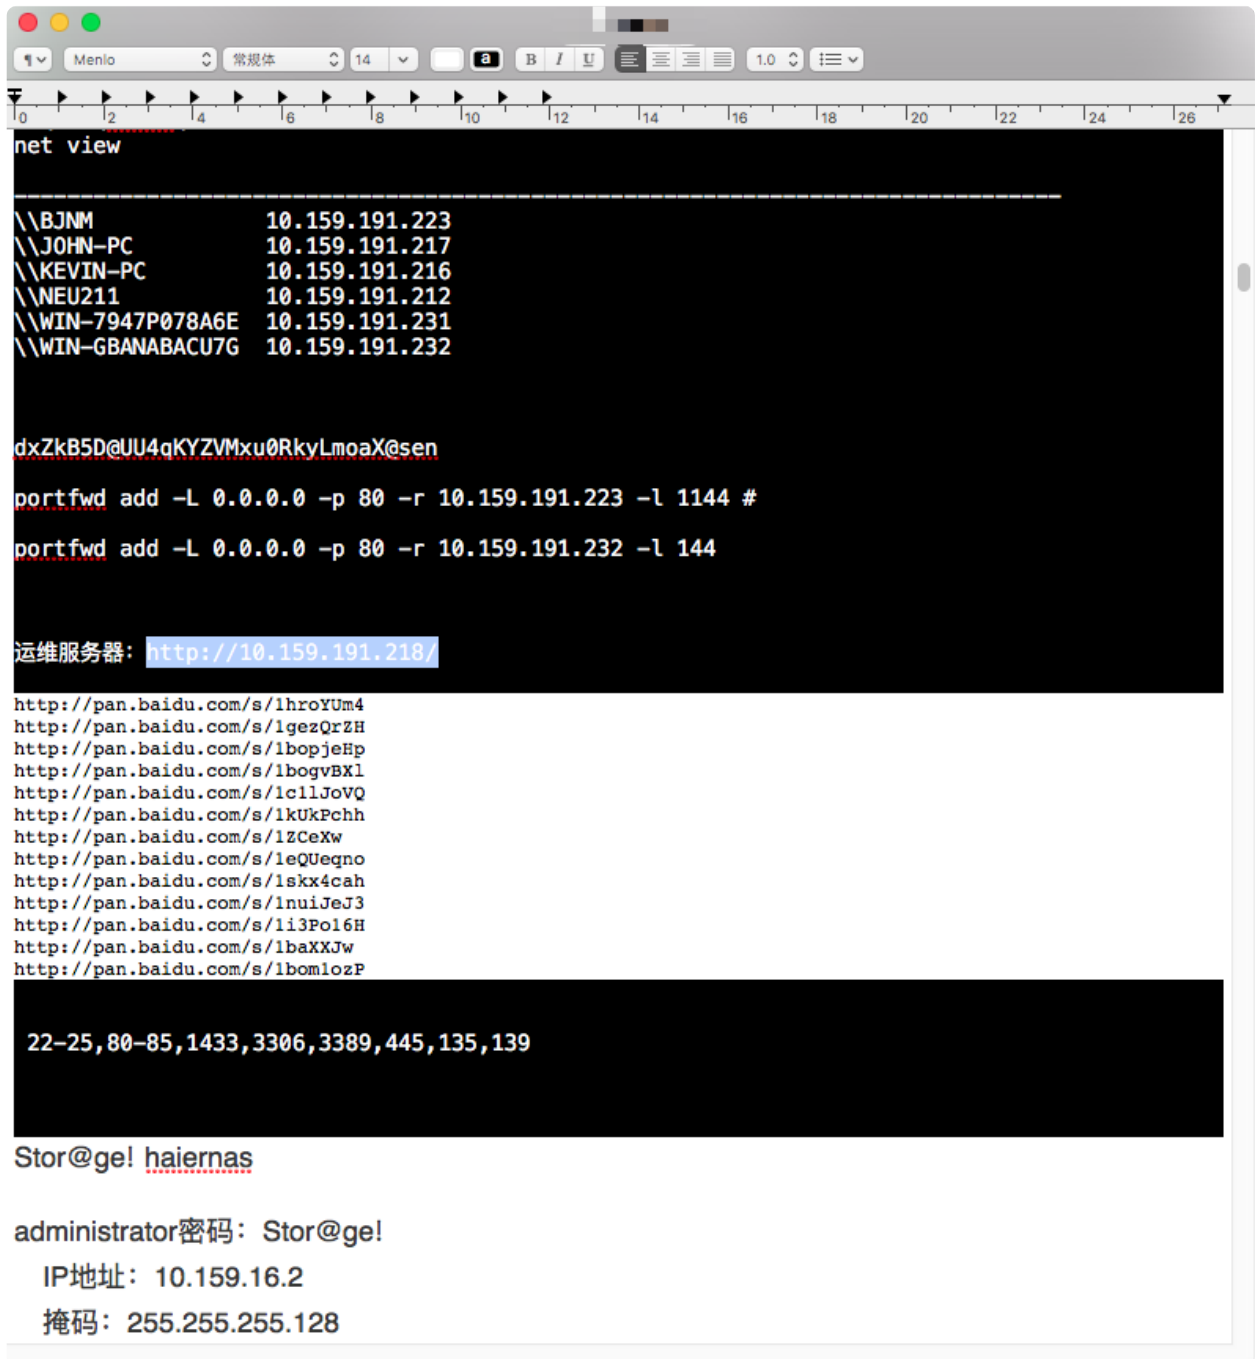 Menlo 常规体 14 a B I U 1.0
0 2 4 6 8 10 12 14 16 18 20 22 24 26
net view
\\BJNM 10.159.191.223
\\JOHN-PC 10.159.191.217
\\KEVIN-PC 10.159.191.216
\\NEU211 10.159.191.212
\\WIN-7947P078A6E 10.159.191.231
\\WIN-GBANABACU7G 10.159.191.232
dxZkB5D@UU4qKYZVMxu0RkyLmoaX@sen
portfwd add -L 0.0.0.0 -p 80 -r 10.159.191.223 -l 1144 #
portfwd add -L 0.0.0.0 -p 80 -r 10.159.191.232 -l 144
运维服务器：http://10.159.191.218/
http://pan.baidu.com/s/1hroYUm4
http://pan.baidu.com/s/1gezQrZH
http://pan.baidu.com/s/1bopjeHp
http://pan.baidu.com/s/1bogvBXl
http://pan.baidu.com/s/1c1lJoVQ
http://pan.baidu.com/s/1kUkPchh
http://pan.baidu.com/s/1ZCeXw
http://pan.baidu.com/s/1eQUeqno
http://pan.baidu.com/s/1skx4cah
http://pan.baidu.com/s/1nuiJeJ3
http://pan.baidu.com/s/1i3Po16H
http://pan.baidu.com/s/1baXXJw
http://pan.baidu.com/s/1bom1ozP
22-25,80-85,1433,3306,3389,445,135,139
Stor@ge! haiernas
administrator密码：Stor@ge!
IP地址：10.159.16.2
掩码：255.255.255.128